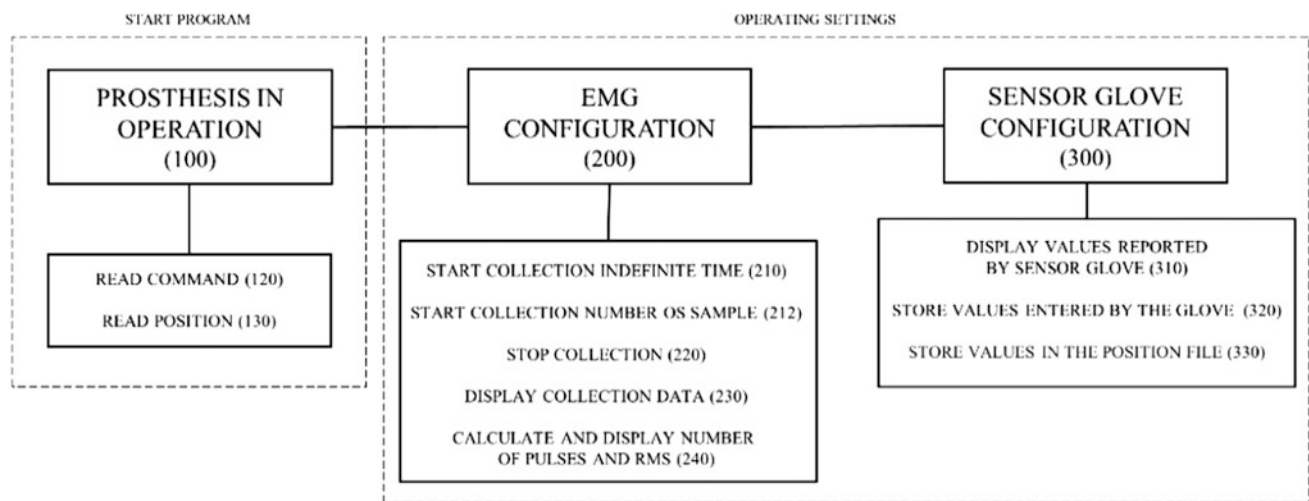 START PROGRAM
OPERATING SETTINGS
PROSTHESIS IN
OPERATION
(100)
READ COMMAND (120)
READ POSITION (130)
EMG
CONFIGURATION
(200)
START COLLECTION INDEFINITE TIME (210)
START COLLECTION NUMBER OS SAMPLE (212)
STOP COLLECTION (220)
DISPLAY COLLECTION DATA (230)
CALCULATE AND DISPLAY NUMBER
OF PULSES AND RMS (240)
SENSOR GLOVE
CONFIGURATION
(300)
DISPLAY VALUES REPORTED
BY SENSOR GLOVE (310)
STORE VALUES ENTERED BY THE GLOVE (320)
STORE VALUES IN THE POSITION FILE (330)